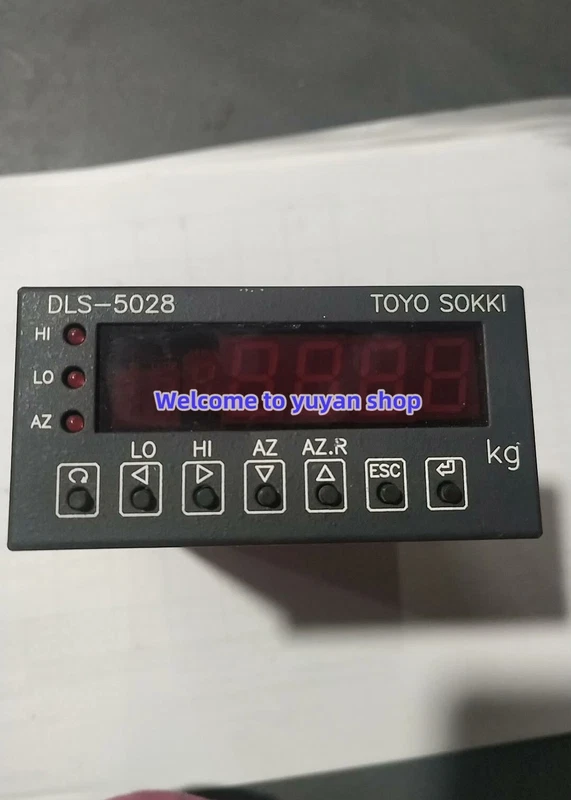 DLS-5028 TOYO SOKKI
HI
LO
AZ
Welcome to yuyan shop
LO HI AZ AZ.R
kg
ESC